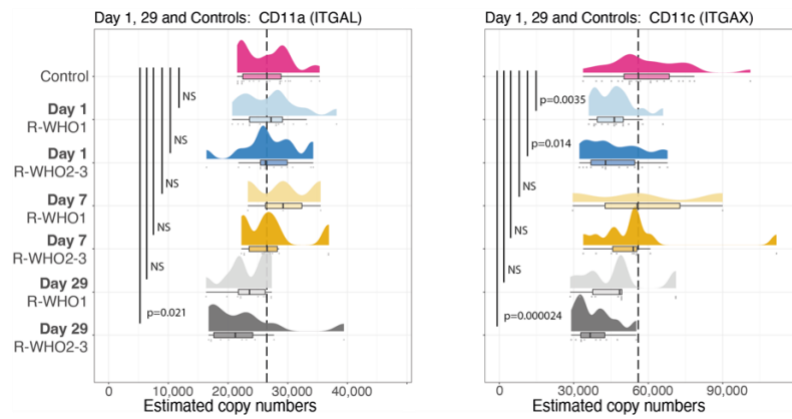 Day 1, 29 and Controls: CD11a (ITGAL)
Control
Day 1
R-WHO1
Day 1
R-WHO2-3
Day 7
R-WHO1
Day 7
R-WHO2-3
Day 29
R-WHO1
Day 29
R-WHO2-3
NS
NS
NS
NS
NS
p=0.021
0
10,000
20,000
30,000
40,000
Estimated copy numbers
Day 1, 29 and Controls: CD11c (ITGAX)
p=0.0035
p=0.014
NS
NS
NS
p=0.000024
0
30,000
60,000
90,000
Estimated copy numbers